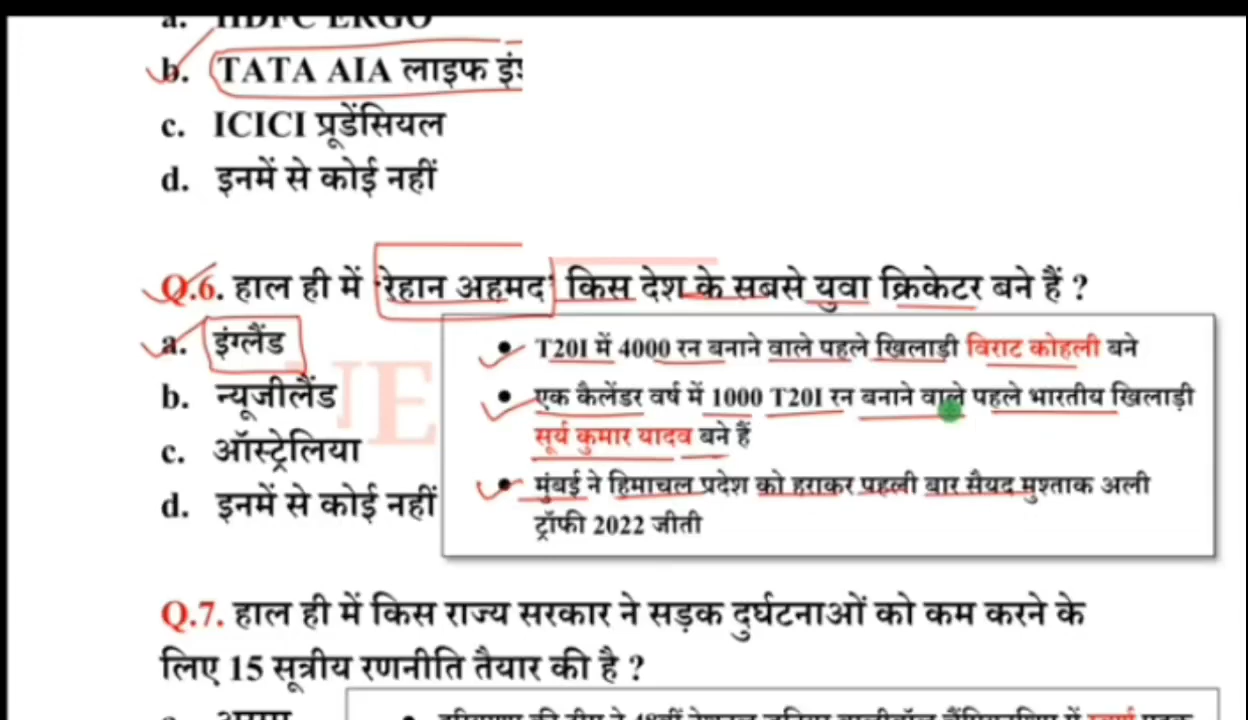 a. HDFC ERGO
b. TATA AIA लाइफ
c. ICICI प्रूडेंसियल
d. इनमें से कोई नहीं
Q.6. हाल ही में 'रेहान अहमद' किस देश के सबसे युवा क्रिकेटर बने हैं ?
a. इंग्लैंड
b. न्यूजीलैंड
c. ऑस्ट्रेलिया
d. इनमें से कोई नहीं
• T20I में 4000 रन बनाने वाले पहले खिलाड़ी विराट कोहली बने
• एक कैलेंडर वर्ष में 1000 T20I रन बनाने वाले पहले भारतीय खिलाड़ी
सूर्य कुमार यादव बने हैं
• मुंबई ने हिमाचल प्रदेश को हराकर पहली बार सैयद मुश्ताक अली
ट्रॉफी 2022 जीती
Q.7. हाल ही में किस राज्य सरकार ने सड़क दुर्घटनाओं को कम करने के
लिए 15 सूत्रीय रणनीति तैयार की है ?